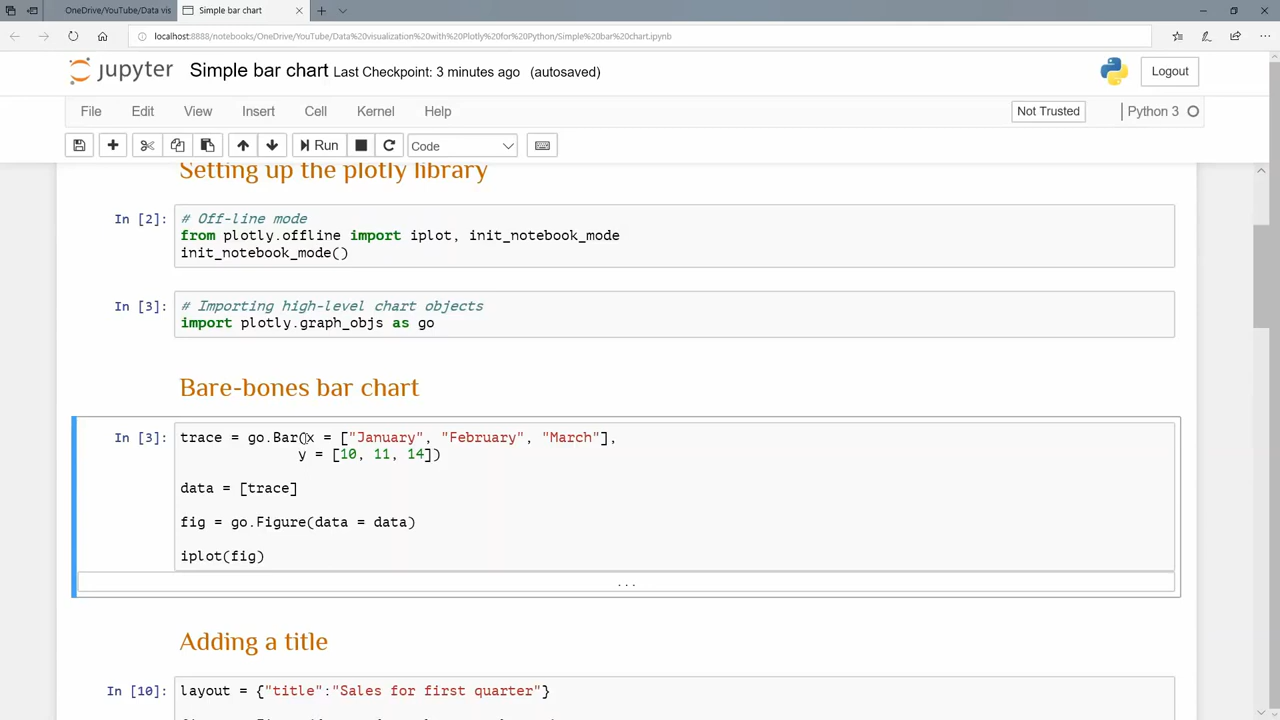 OneDrive/YouTube/Data vis
Simple bar chart
localhost:8888/notebooks/OneDrive/YouTube/Data%20visualization%20with%20Plotly%20for%20Python/Simple%20bar%20chart.ipynb
jupyter Simple bar chart Last Checkpoint: 3 minutes ago (autosaved)
Logout
File Edit View Insert Cell Kernel Help
Not Trusted
Python 3
Run
Code
Setting up the plotly library
In [2]: # Off-line mode
from plotly.offline import iplot, init_notebook_mode
init_notebook_mode()
In [3]: # Importing high-level chart objects
import plotly.graph_objs as go
Bare-bones bar chart
In [3]: trace = go.Bar(x = ["January", "February", "March"],
y = [10, 11, 14])
data = [trace]
fig = go.Figure(data = data)
iplot(fig)
...
Adding a title
In [10]: layout = {"title":"Sales for first quarter"}